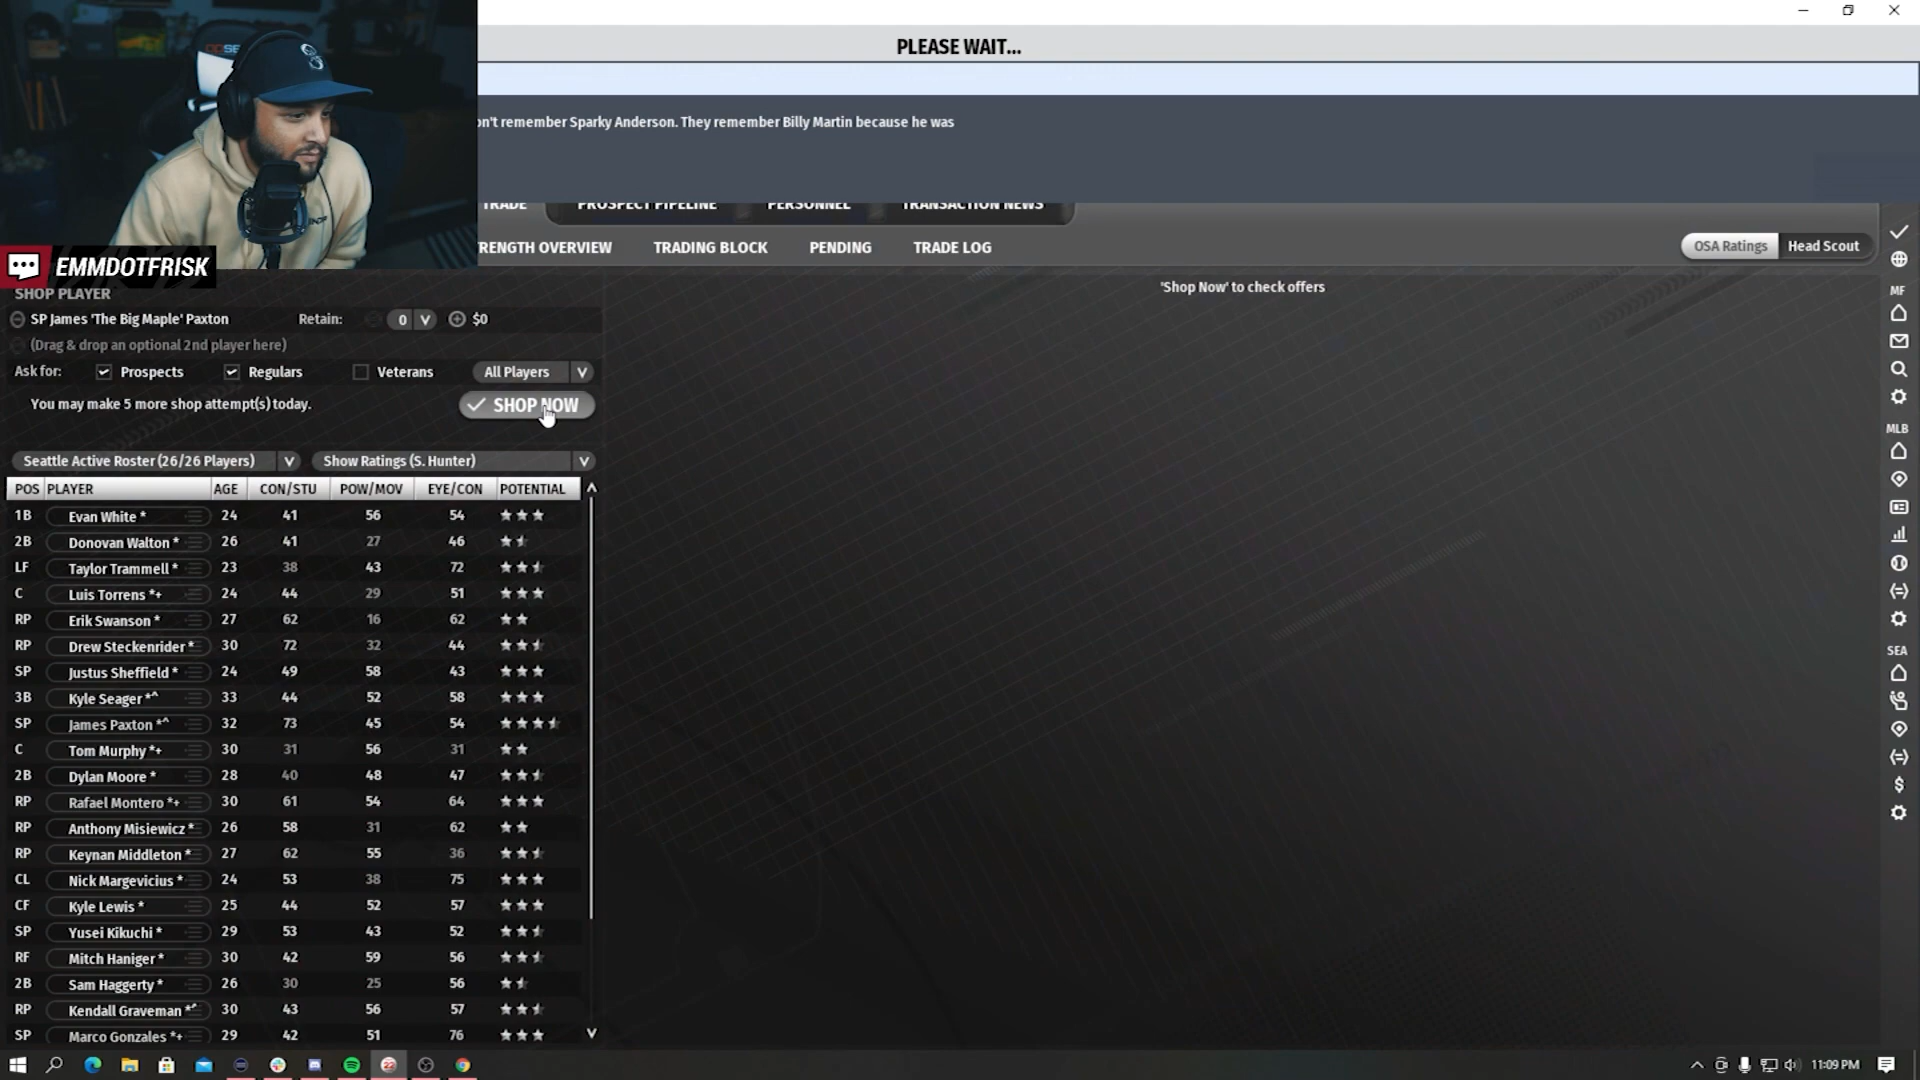 PLEASE WAIT...
on't remember Sparky Anderson. They remember Billy Martin because he was
TRADE PROSPECT PIPELINE PERSONNEL TRANSACTION NEWS
TRENGTH OVERVIEW TRADING BLOCK PENDING TRADE LOG OSA Ratings Head Scout
EMMDOTFRISK
SHOP PLAYER
'Shop Now' to check offers
SP James 'The Big Maple' Paxton Retain: 0 $0
(Drag & drop an optional 2nd player here)
Ask for: Prospects Regulars Veterans All Players
You may make 5 more shop attempt(s) today. SHOP NOW
Seattle Active Roster (26/26 Players) Show Ratings (S. Hunter)
POS PLAYER AGE CON/STU POW/MOV EYE/CON POTENTIAL
1B Evan White * 24 41 56 54
2B Donovan Walton * 26 41 27 46
LF Taylor Trammell * 23 38 43 72
C Luis Torrens *+ 24 44 29 51
RP Erik Swanson * 27 62 16 62
RP Drew Steckenrider * 30 72 32 44
SP Justus Sheffield * 24 49 58 43
3B Kyle Seager *^ 33 44 52 58
SP James Paxton *^ 32 73 45 54
C Tom Murphy *+ 30 31 56 31
2B Dylan Moore * 28 40 48 47
RP Rafael Montero *+ 30 61 54 64
RP Anthony Misiewicz * 26 58 31 62
RP Keynan Middleton * 27 62 55 36
CL Nick Margevicius * 24 53 38 75
CF Kyle Lewis * 25 44 52 57
SP Yusei Kikuchi * 29 53 43 52
RF Mitch Haniger * 30 42 59 56
2B Sam Haggerty * 26 30 25 56
RP Kendall Graveman *^ 30 43 56 57
SP Marco Gonzales *+ 29 42 51 76
MF
MLB
SEA
11:09 PM